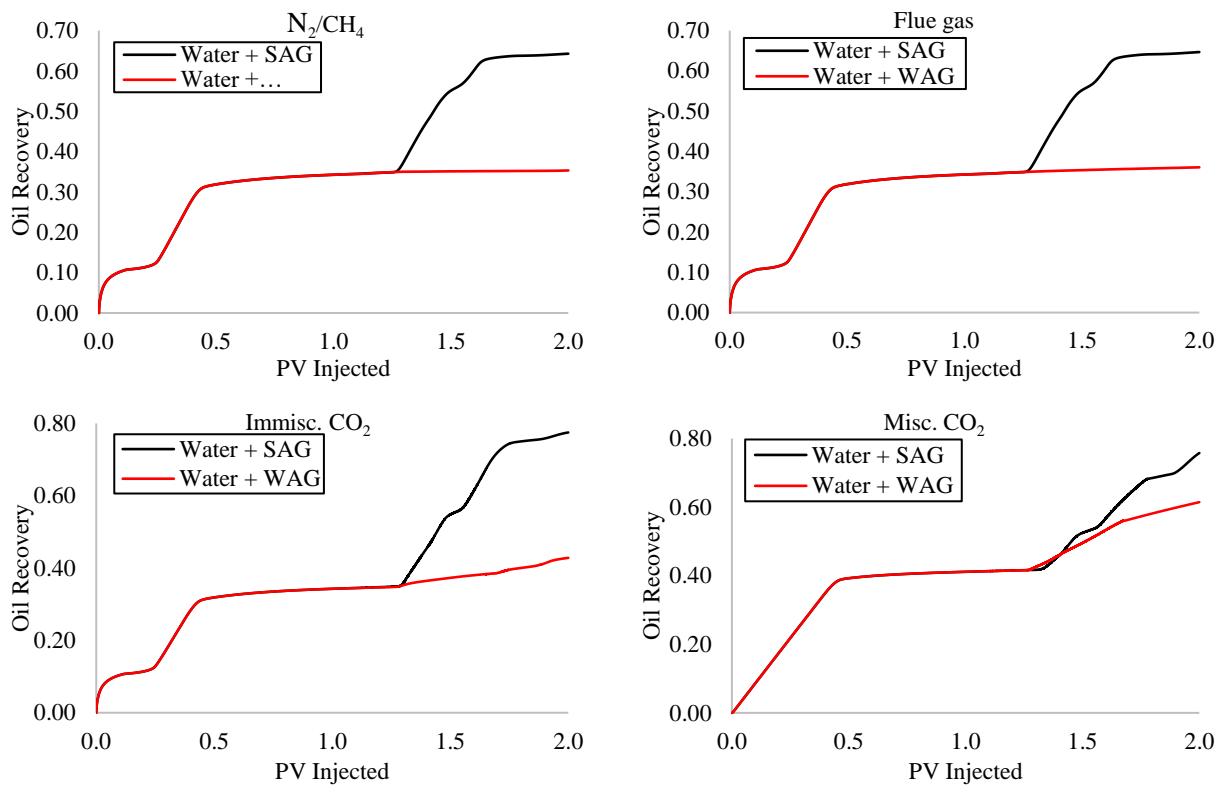 N₂/CH₄
0.70
0.60
0.50
0.40
0.30
0.20
0.10
0.00
Oil Recovery
Water + SAG
Water +…
0.0 0.5 1.0 1.5 2.0
PV Injected
Flue gas
0.70
0.60
0.50
0.40
0.30
0.20
0.10
0.00
Oil Recovery
Water + SAG
Water + WAG
0.0 0.5 1.0 1.5 2.0
PV Injected
Immisc. CO₂
0.80
0.60
0.40
0.20
0.00
Oil Recovery
Water + SAG
Water + WAG
0.0 0.5 1.0 1.5 2.0
PV Injected
Misc. CO₂
0.80
0.60
0.40
0.20
0.00
Oil Recovery
Water + SAG
Water + WAG
0.0 0.5 1.0 1.5 2.0
PV Injected